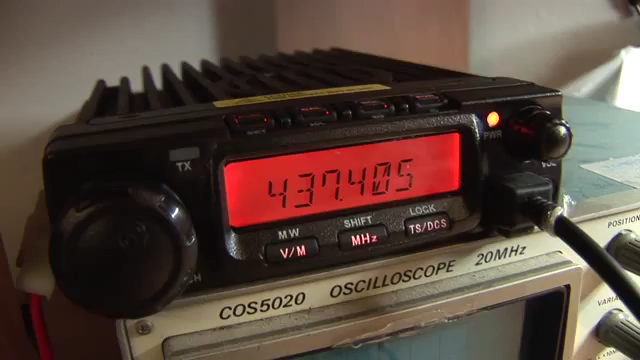 TX
PWR
437.405
MW SHIFT LOCK
V/M MHz TS/DCS
COS5020 OSCILLOSCOPE 20MHz
POSITION